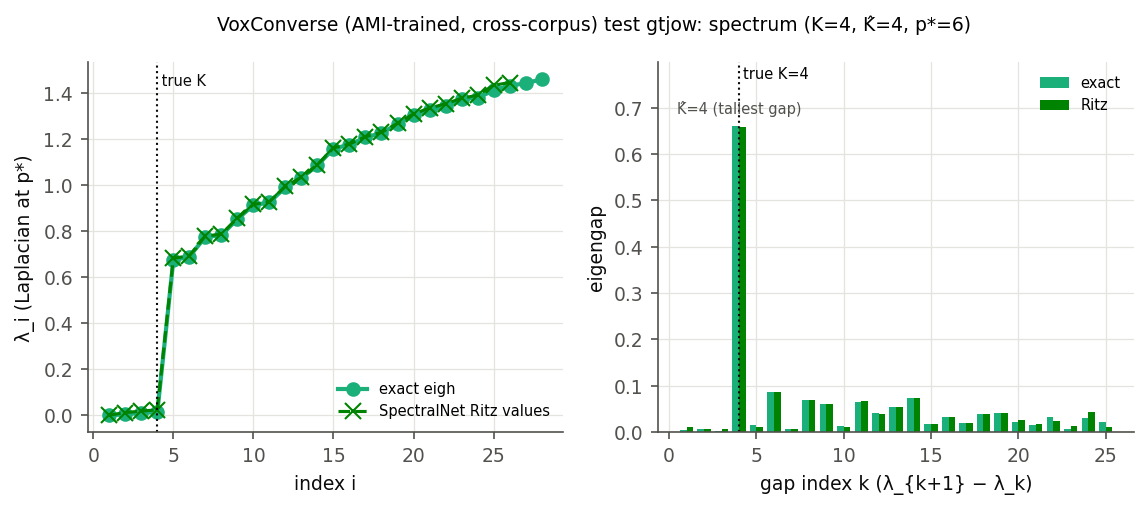 VoxConverse (AMI-trained, cross-corpus) test gtjow: spectrum (K=4, K̂=4, p*=6)
true K
λ_i (Laplacian at p*)
1.4
1.2
1.0
0.8
0.6
0.4
0.2
0.0
exact eigh
SpectralNet Ritz values
0 5 10 15 20 25
index i
true K=4
K̂=4 (tallest gap)
exact
Ritz
eigengap
0.7
0.6
0.5
0.4
0.3
0.2
0.1
0.0
0 5 10 15 20 25
gap index k (λ_{k+1} − λ_k)